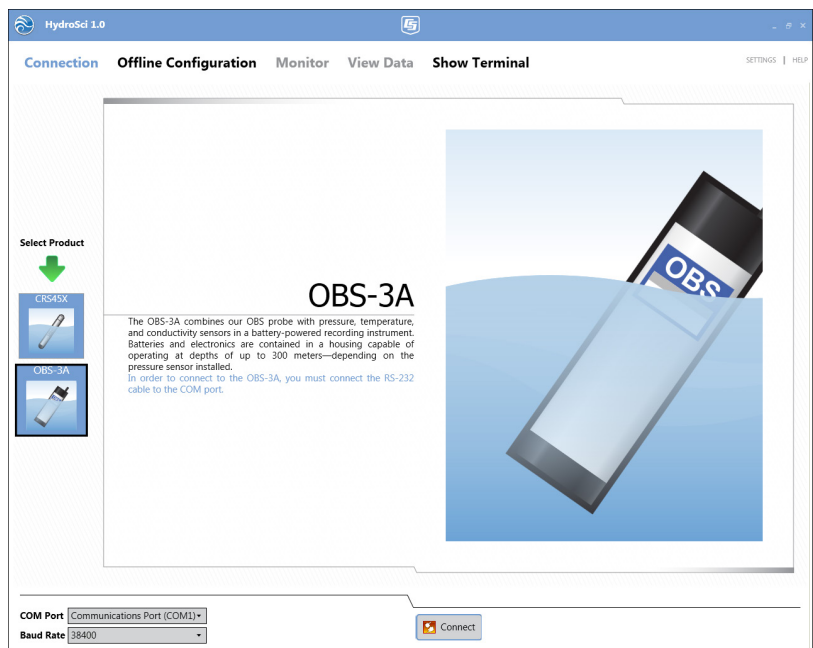 HydroSci 1.0
Connection Offline Configuration Monitor View Data Show Terminal SETTINGS | HELP
Select Product
CRS45X
OBS-3A
OBS-3A
The OBS-3A combines our OBS probe with pressure, temperature,
and conductivity sensors in a battery-powered recording instrument.
Batteries and electronics are contained in a housing capable of
operating at depths of up to 300 meters—depending on the
pressure sensor installed.
In order to connect to the OBS-3A, you must connect the RS-232
cable to the COM port.
OBS
COM Port Communications Port (COM1)
Baud Rate 38400
Connect